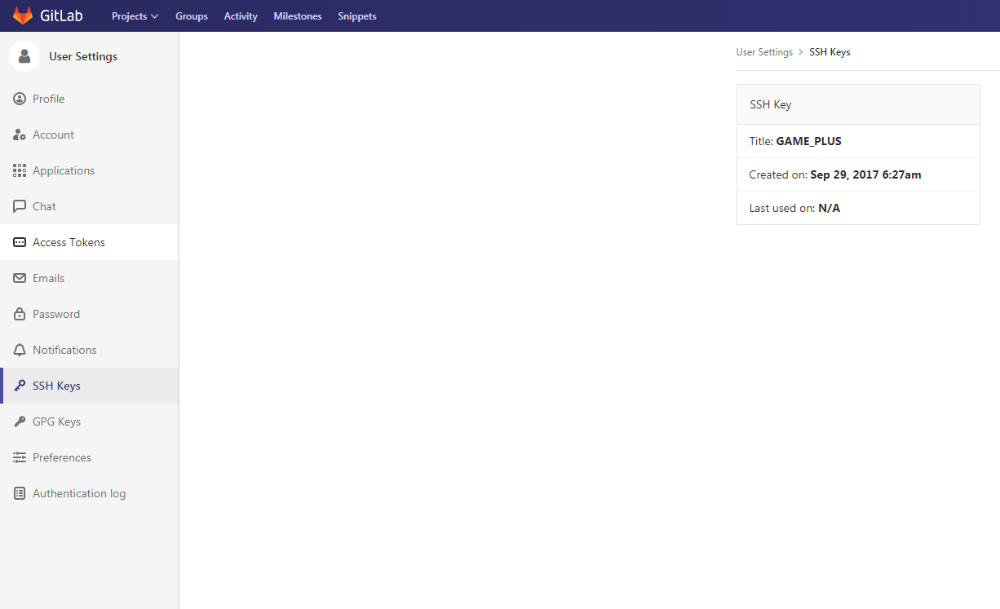 GitLab Projects Groups Activity Milestones Snippets
User Settings
Profile
Account
Applications
Chat
Access Tokens
Emails
Password
Notifications
SSH Keys
GPG Keys
Preferences
Authentication log
User Settings > SSH Keys
SSH Key
Title: GAME_PLUS
Created on: Sep 29, 2017 6:27am
Last used on: N/A